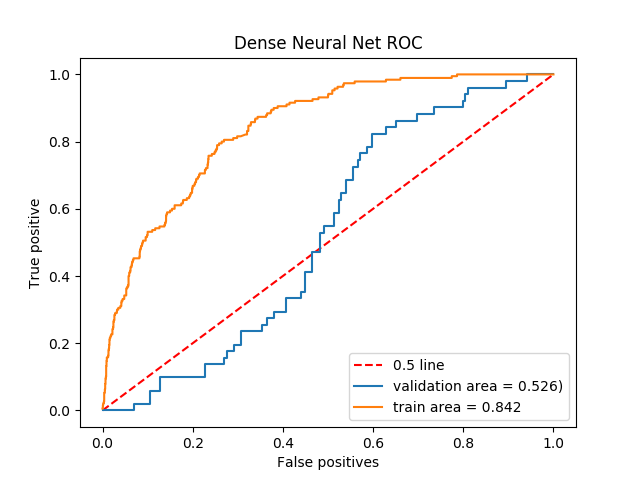 Dense Neural Net ROC
1.0
0.8
0.6
0.4
0.2
0.0
True positive
0.5 line
validation area = 0.526)
train area = 0.842
0.0 0.2 0.4 0.6 0.8 1.0
False positives